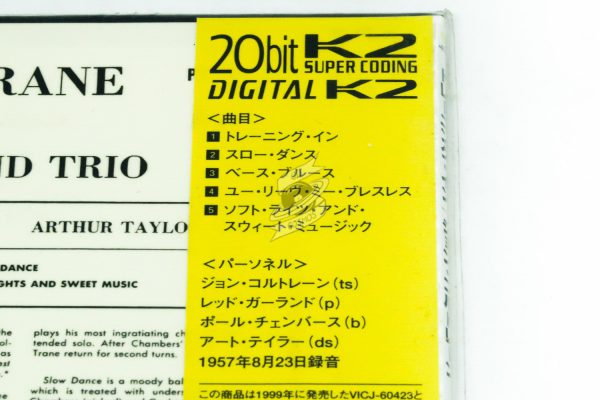 RANE
P
ND TRIO
ARTHUR TAYLO
DANCE
GHTS AND SWEET MUSIC
plays his most ingratiating ch
tended solo. After Chambers'
Trane return for second turns.
Slow Dance is a moody bal
which is treated with unders
20bit K2
SUPER CODING
DIGITAL K2
<曲目>
1 トレーニング・イン
2 スロー・ダンス
3 ベース・ブルース
4 ユー・リーヴ・ミー・ブレスレス
5 ソフト・ライツ・アンド・
スウィート・ミュージック
<パーソネル>
ジョン・コルトレーン(ts)
レッド・ガーランド(p)
ポール・チェンバース(b)
アート・テイラー(ds)
1957年8月23日録音
この商品は1999年に発売したVICJ-60423と